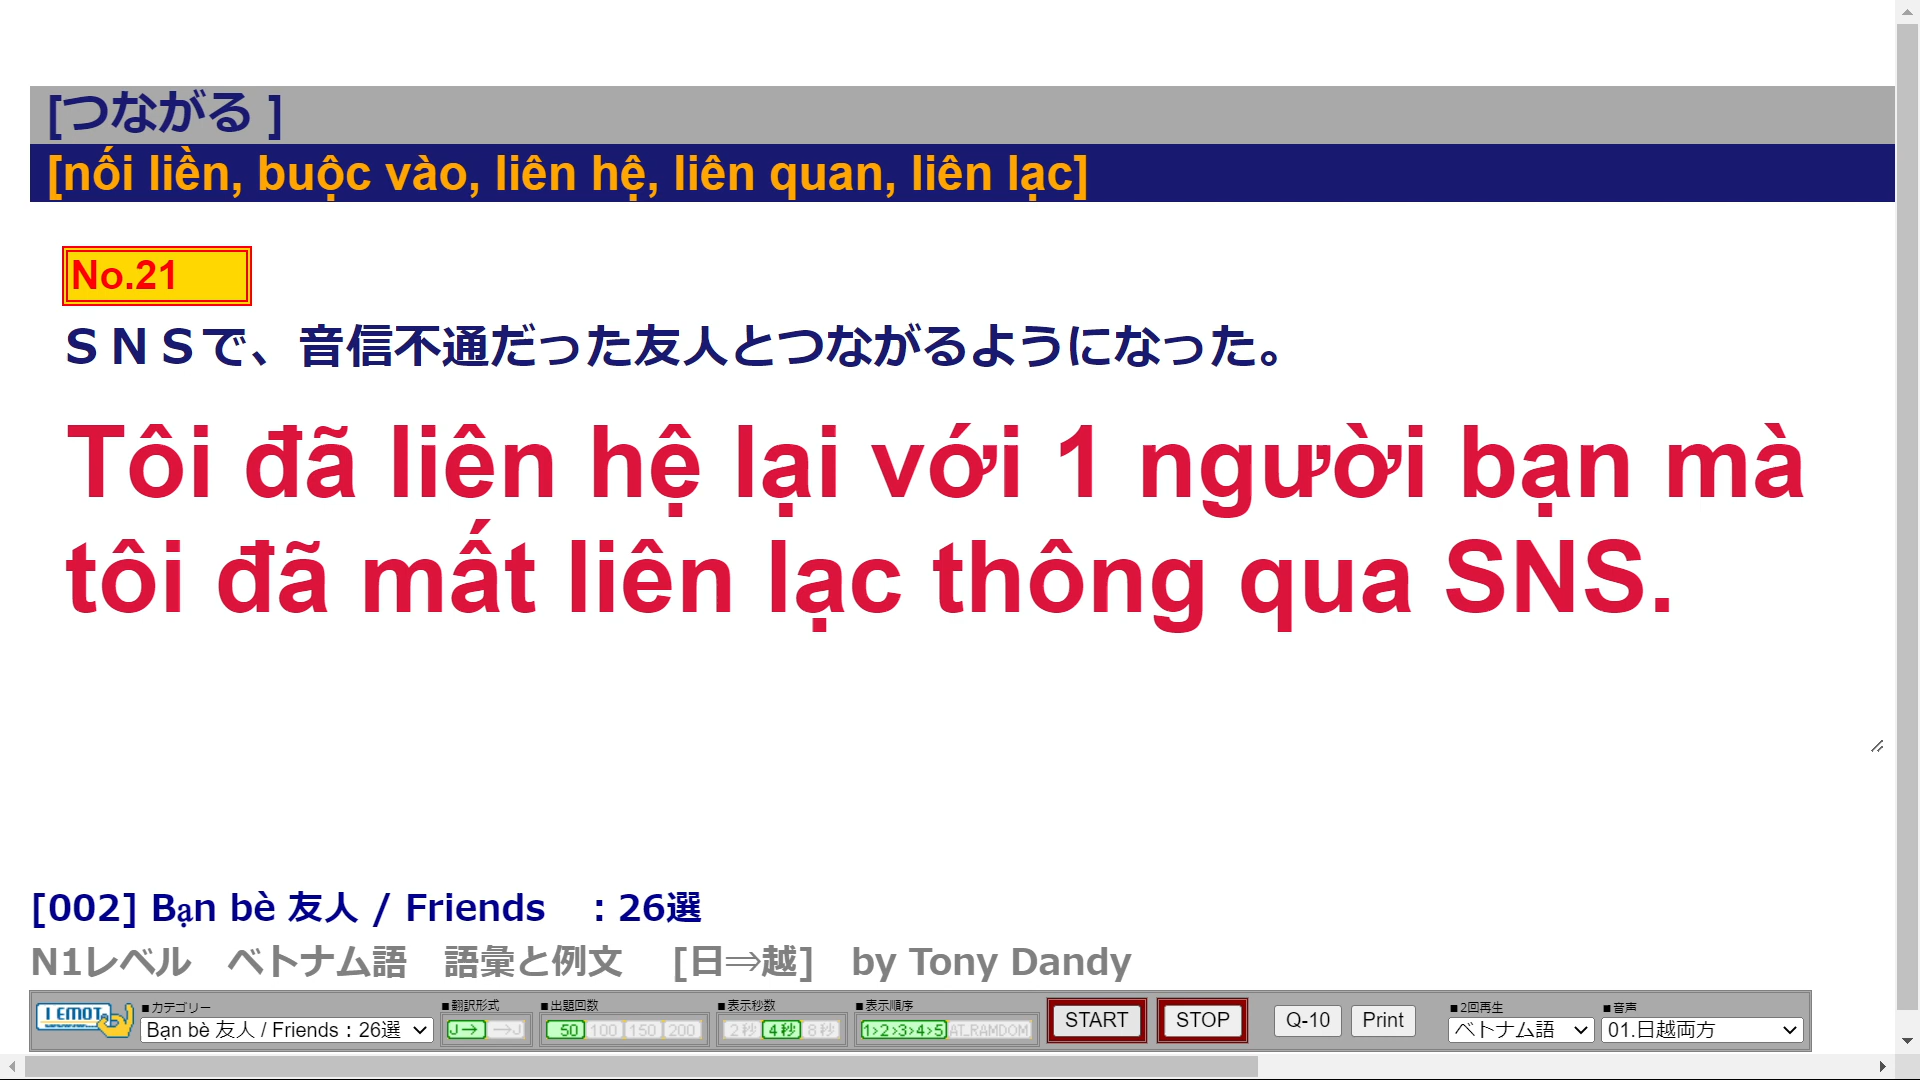 [つながる ]
[nối liền, buộc vào, liên hệ, liên quan, liên lạc]
No.21
ＳＮＳで、音信不通だった友人とつながるようになった。
Tôi đã liên hệ lại với 1 người bạn mà
tôi đã mất liên lạc thông qua SNS.
[002] Bạn bè 友人 / Friends　：26選
N1レベル　ベトナム語　語彙と例文　 [日⇒越]　by Tony Dandy
■カテゴリー ■翻訳形式 ■出題回数 ■表示秒数 ■表示順序 ■2回再生 ■音声
I EMOT Bạn bè 友人 / Friends：26選 J→ →J 50 100 150 200 2秒 4秒 8秒 1>2>3>4>5 AT_RAMDOM START STOP Q-10 Print ベトナム語 01.日越両方